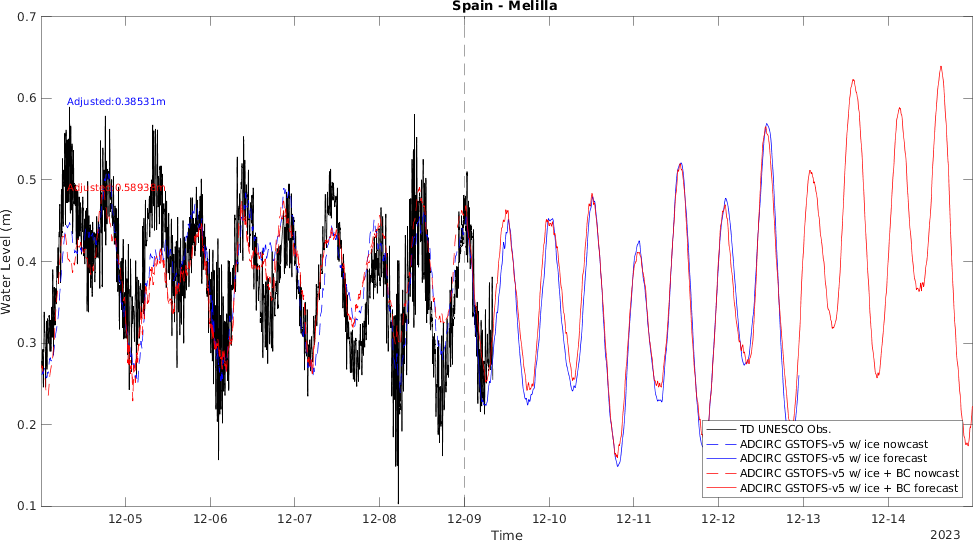 Spain - Melilla
0.7
0.6
0.5
0.4
0.3
0.2
0.1
Water Level (m)
Adjusted:0.38531m
12-05
12-06
12-07
12-08
12-09
12-10
12-11
12-12
12-13
12-14
Time
2023
TD UNESCO Obs.
ADCIRC GSTOFS-v5 w/ ice nowcast
ADCIRC GSTOFS-v5 w/ ice forecast
ADCIRC GSTOFS-v5 w/ ice + BC nowcast
ADCIRC GSTOFS-v5 w/ ice + BC forecast